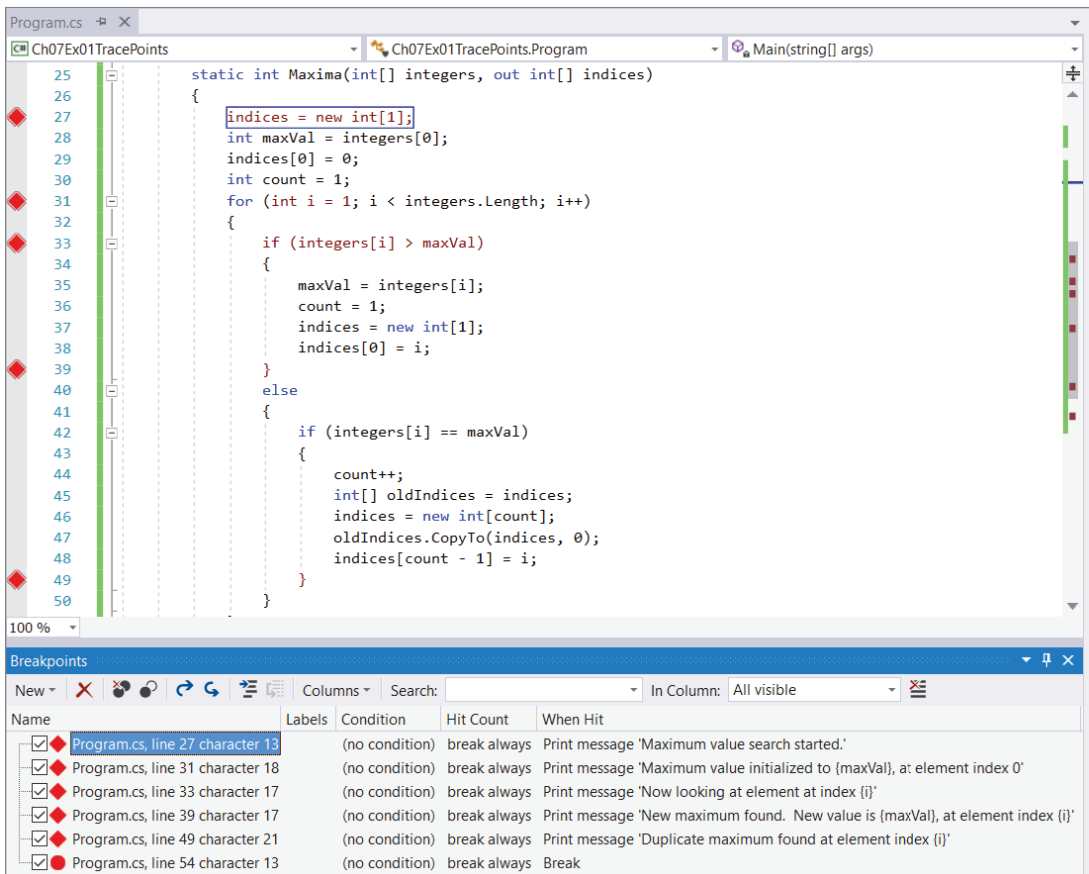 Program.cs
Ch07Ex01TracePoints Ch07Ex01TracePoints.Program Main(string[] args)
25 static int Maxima(int[] integers, out int[] indices)
26 {
27 indices = new int[1];
28 int maxVal = integers[0];
29 indices[0] = 0;
30 int count = 1;
31 for (int i = 1; i < integers.Length; i++)
32 {
33 if (integers[i] > maxVal)
34 {
35 maxVal = integers[i];
36 count = 1;
37 indices = new int[1];
38 indices[0] = i;
39 }
40 else
41 {
42 if (integers[i] == maxVal)
43 {
44 count++;
45 int[] oldIndices = indices;
46 indices = new int[count];
47 oldIndices.CopyTo(indices, 0);
48 indices[count - 1] = i;
49 }
50 }
100 %
Breakpoints
New Columns Search: In Column: All visible
Name Labels Condition Hit Count When Hit
Program.cs, line 27 character 13 (no condition) break always Print message 'Maximum value search started.'
Program.cs, line 31 character 18 (no condition) break always Print message 'Maximum value initialized to {maxVal}, at element index 0'
Program.cs, line 33 character 17 (no condition) break always Print message 'Now looking at element at index {i}'
Program.cs, line 39 character 17 (no condition) break always Print message 'New maximum found. New value is {maxVal}, at element index {i}'
Program.cs, line 49 character 21 (no condition) break always Print message 'Duplicate maximum found at element index {i}'
Program.cs, line 54 character 13 (no condition) break always Break